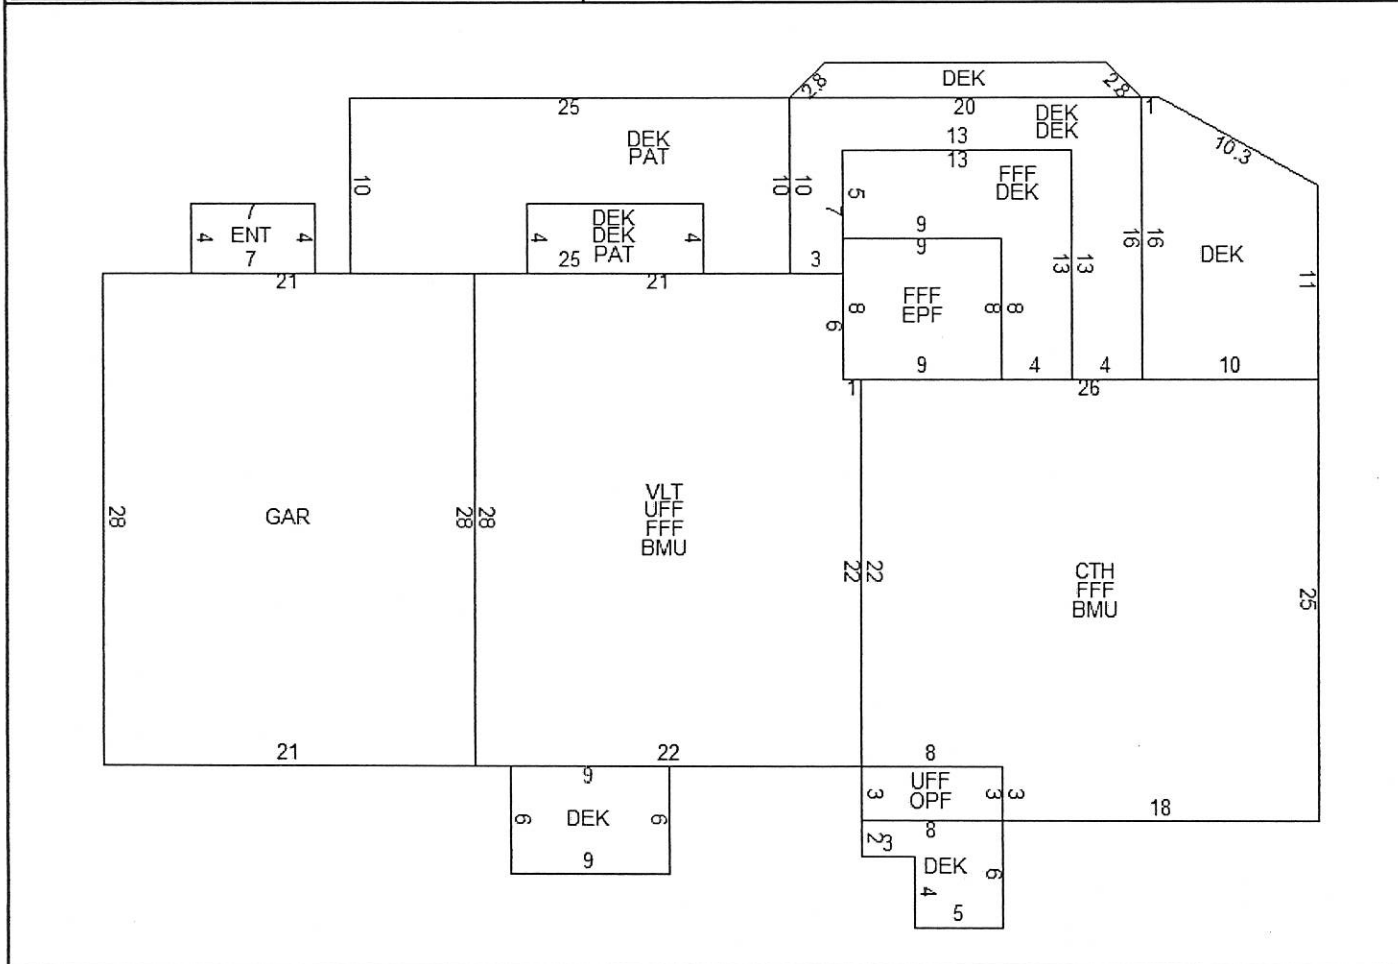 DEK
2.8
2.8
25
20
1
DEK
DEK
13
13
10.3
DEK
PAT
10
10
10
5
7
FFF
DEK
9
9
16
16
DEK
11
7
4
ENT
4
7
DEK
DEK
PAT
4
4
25
3
13
13
21
21
FFF
EPF
8
8
8
6
9
4
4
10
1
26
28
GAR
28
28
VLT
UFF
FFF
BMU
22
22
CTH
FFF
BMU
25
21
22
8
9
6
DEK
6
9
3
UFF
OPF
3
3
18
8
2
3
DEK
6
4
5